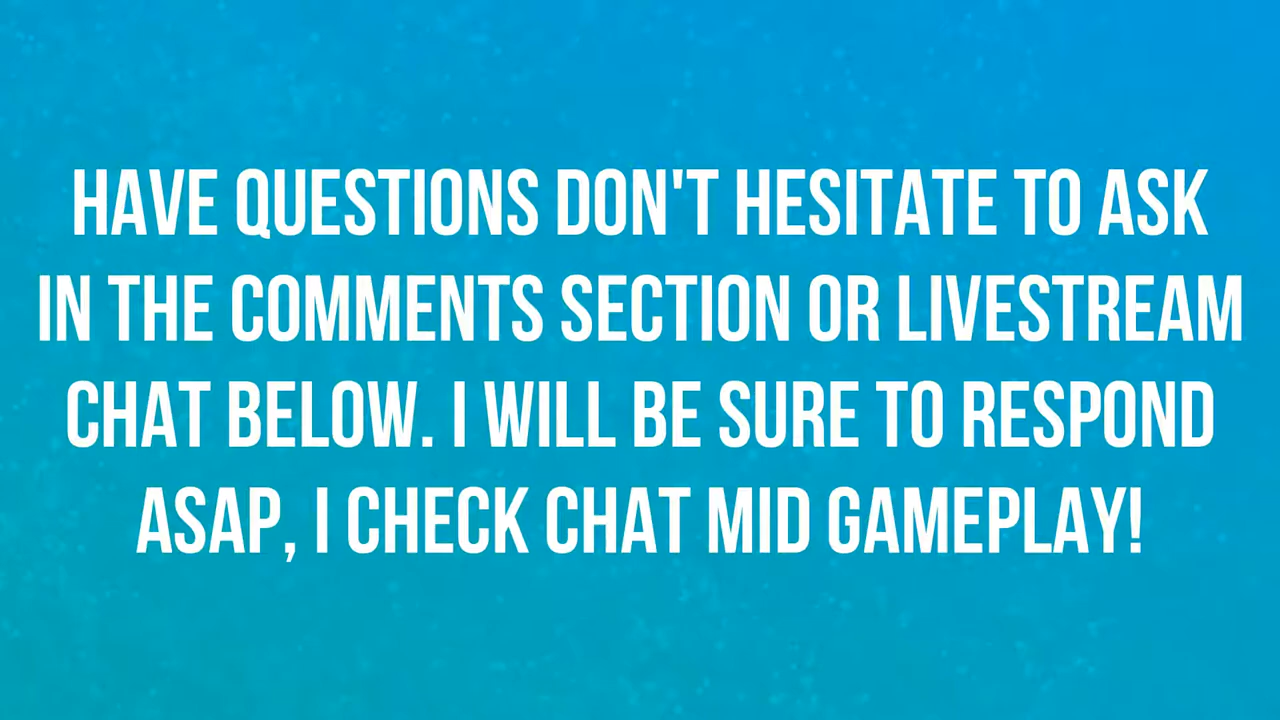 HAVE QUESTIONS DON'T HESITATE TO ASK
IN THE COMMENTS SECTION OR LIVESTREAM
CHAT BELOW. I WILL BE SURE TO RESPOND
ASAP, I CHECK CHAT MID GAMEPLAY!